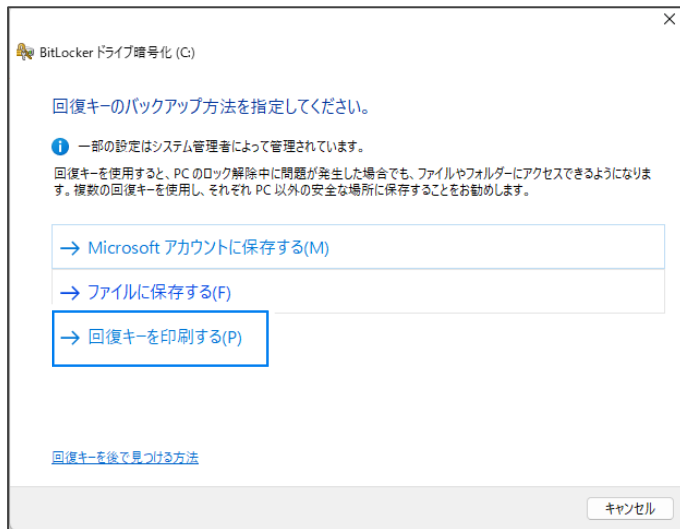 BitLocker ドライブ暗号化 (C:)
回復キーのバックアップ方法を指定してください。
一部の設定はシステム管理者によって管理されています。
回復キーを使用すると、PC のロック解除中に問題が発生した場合でも、ファイルやフォルダーにアクセスできるようになりま
す。複数の回復キーを使用し、それぞれ PC 以外の安全な場所に保存することをお勧めします。
→ Microsoft アカウントに保存する(M)
→ ファイルに保存する(F)
→ 回復キーを印刷する(P)
回復キーを後で見つける方法
キャンセル